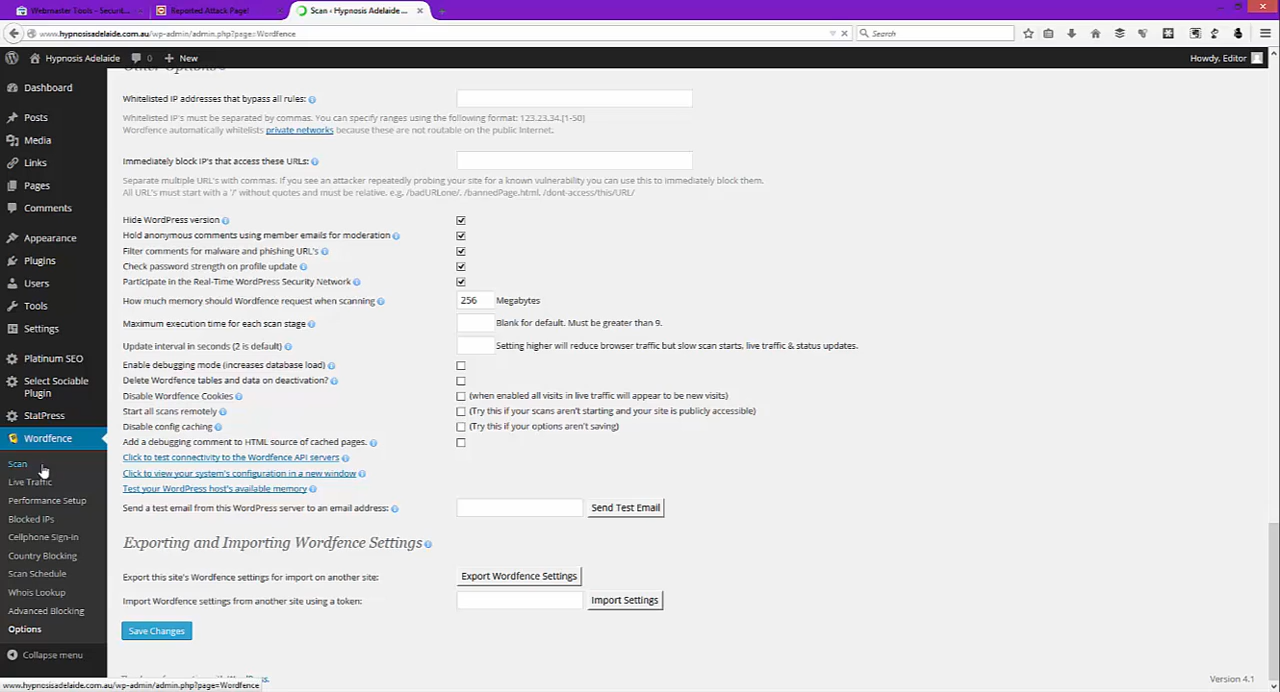 Webmaster Tools - Securit...
Reported Attack Page!
Scan ‹ Hypnosis Adelaide ...
www.hypnosisadelaide.com.au/wp-admin/admin.php?page=Wordfence
Search
Hypnosis Adelaide
0
New
Howdy, Editor
Dashboard
Posts
Media
Links
Pages
Comments
Appearance
Plugins
Users
Tools
Settings
Platinum SEO
Select Sociable
Plugin
StatPress
Wordfence
Scan
Live Traffic
Performance Setup
Blocked IPs
Cellphone Sign-in
Country Blocking
Scan Schedule
Whois Lookup
Advanced Blocking
Options
Collapse menu
Other Options
Whitelisted IP addresses that bypass all rules:
Whitelisted IP's must be separated by commas. You can specify ranges using the following format: 123.23.34.[1-50]
Wordfence automatically whitelists private networks because these are not routable on the public Internet.
Immediately block IP's that access these URLs:
Separate multiple URL's with commas. If you see an attacker repeatedly probing your site for a known vulnerability you can use this to immediately block them.
All URL's must start with a '/' without quotes and must be relative. e.g. /badURLone/, /bannedPage.html, /dont-access/this/URL/
Hide WordPress version
Hold anonymous comments using member emails for moderation
Filter comments for malware and phishing URL's
Check password strength on profile update
Participate in the Real-Time WordPress Security Network
How much memory should Wordfence request when scanning 256 Megabytes
Maximum execution time for each scan stage Blank for default. Must be greater than 9.
Update interval in seconds (2 is default) Setting higher will reduce browser traffic but slow scan starts, live traffic & status updates.
Enable debugging mode (increases database load)
Delete Wordfence tables and data on deactivation?
Disable Wordfence Cookies (when enabled all visits in live traffic will appear to be new visits)
Start all scans remotely (Try this if your scans aren't starting and your site is publicly accessible)
Disable config caching (Try this if your options aren't saving)
Add a debugging comment to HTML source of cached pages.
Click to test connectivity to the Wordfence API servers
Click to view your system's configuration in a new window
Test your WordPress host's available memory
Send a test email from this WordPress server to an email address: Send Test Email
Exporting and Importing Wordfence Settings
Export this site's Wordfence settings for import on another site: Export Wordfence Settings
Import Wordfence settings from another site using a token: Import Settings
Save Changes
www.hypnosisadelaide.com.au/wp-admin/admin.php?page=Wordfence
Version 4.1